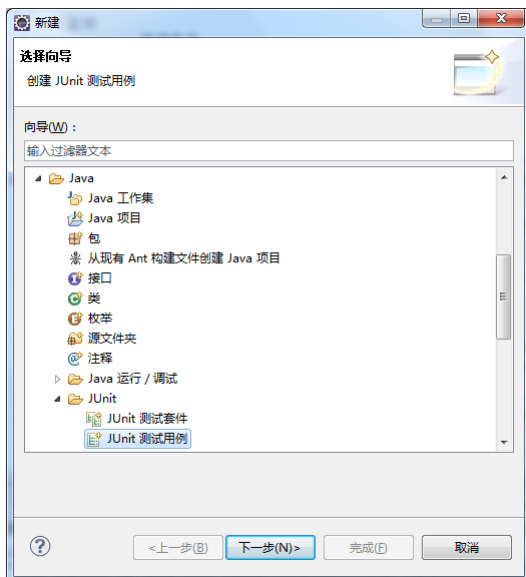 新建
选择向导
创建 JUnit 测试用例
向导(W)：
输入过滤器文本
Java
Java 工作集
Java 项目
包
从现有 Ant 构建文件创建 Java 项目
接口
类
枚举
源文件夹
注释
Java 运行 / 调试
JUnit
JUnit 测试套件
JUnit 测试用例
<上一步(B) 下一步(N)> 完成(F) 取消